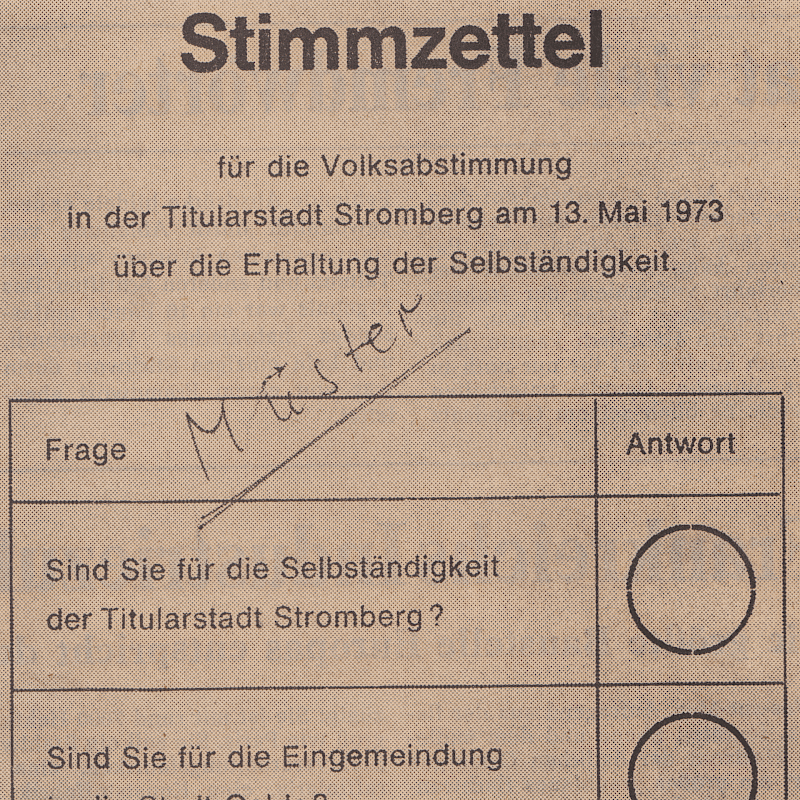 Stimmzettel
für die Volksabstimmung
in der Titularstadt Stromberg am 13. Mai 1973
über die Erhaltung der Selbständigkeit.
Muster
Frage
Antwort
Sind Sie für die Selbständigkeit
der Titularstadt Stromberg?
Sind Sie für die Eingemeindung